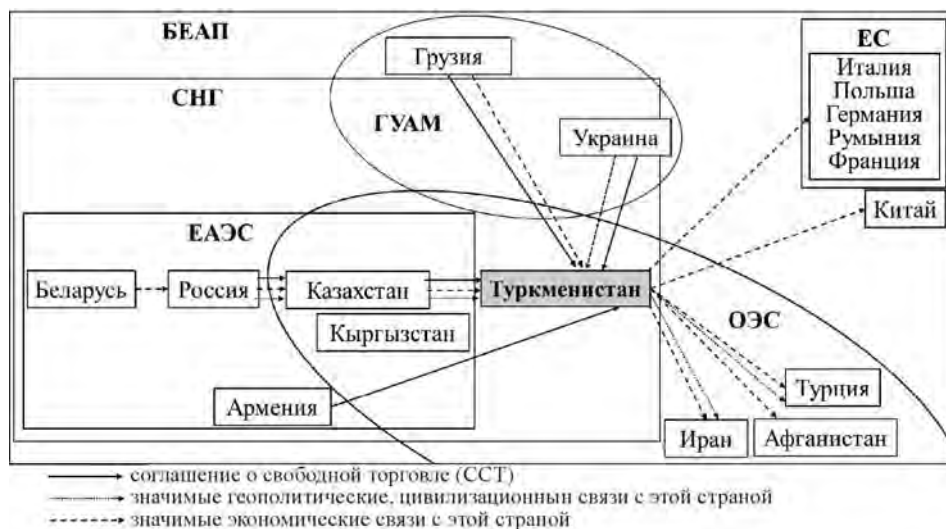 БЕАП
ЕС
Италия
Польша
Германия
Румыния
Франция
Грузия
СНГ
ГУАМ
Украина
Китай
ЕАЭС
Беларусь
Россия
Казахстан
Туркменистан
ОЭС
Кыргызстан
Армения
Турция
Иран
Афганистан
соглашение о свободной торговле (ССТ)
значимые геополитические, цивилизационнын связи с этой страной
значимые экономические связи с этой страной